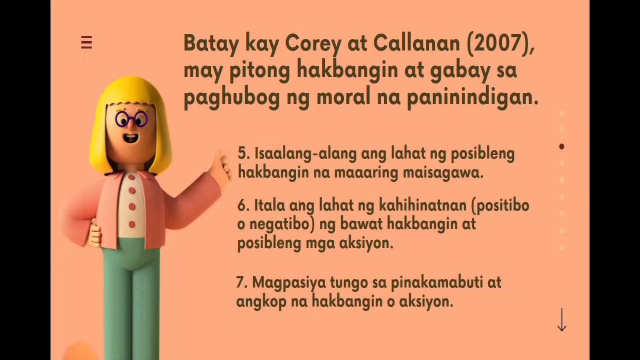 Batay kay Corey at Callanan (2007),
may pitong hakbangin at gabay sa
paghubog ng moral na paninindigan.
5. Isaalang-alang ang lahat ng posibleng
hakbangin na maaaring maisagawa.
6. Itala ang lahat ng kahihinatnan (positibo
o negatibo) ng bawat hakbangin at
posibleng mga aksiyon.
7. Magpasiya tungo sa pinakamabuti at
angkop na hakbangin o aksiyon.